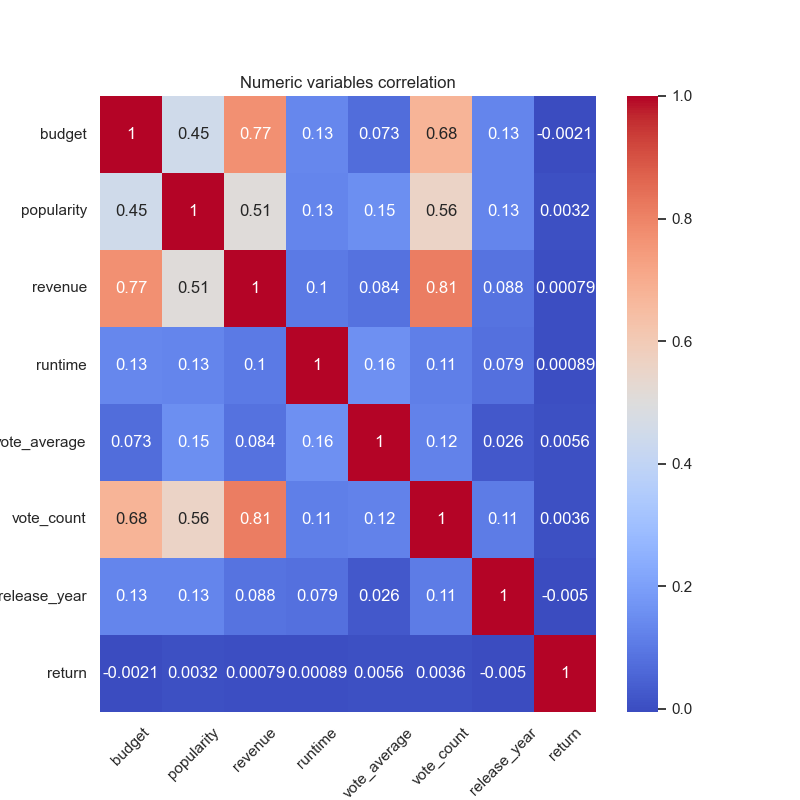 Numeric variables correlation
budget 1 0.45 0.77 0.13 0.073 0.68 0.13 -0.0021
popularity 0.45 1 0.51 0.13 0.15 0.56 0.13 0.0032
revenue 0.77 0.51 1 0.1 0.084 0.81 0.088 0.00079
runtime 0.13 0.13 0.1 1 0.16 0.11 0.079 0.00089
vote_average 0.073 0.15 0.084 0.16 1 0.12 0.026 0.0056
vote_count 0.68 0.56 0.81 0.11 0.12 1 0.11 0.0036
release_year 0.13 0.13 0.088 0.079 0.026 0.11 1 -0.005
return -0.0021 0.0032 0.00079 0.00089 0.0056 0.0036 -0.005 1
budget popularity revenue runtime vote_average vote_count release_year return
1.0
0.8
0.6
0.4
0.2
0.0